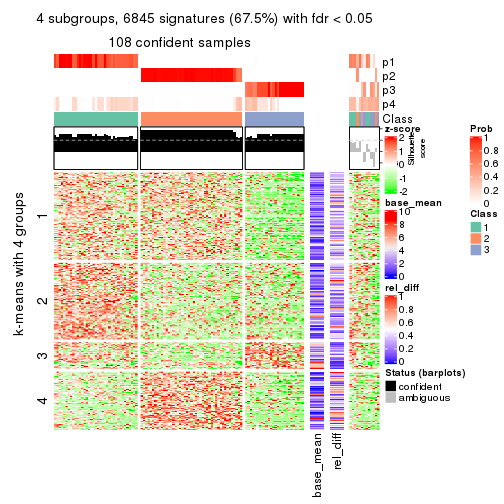 4 subgroups, 6845 signatures (67.5%) with fdr < 0.05
108 confident samples
p1
p2
p3
p4
Class
Silhouette
score
k-means with 4 groups
1
2
3
4
base_mean
rel_diff
z-score
2
1
0
-1
-2
base_mean
10
8
6
4
2
0
rel_diff
1
0.8
0.6
0.4
0.2
0
Status (barplots)
confident
ambiguous
Prob
1
0.8
0.6
0.4
0.2
0
Class
1
2
3